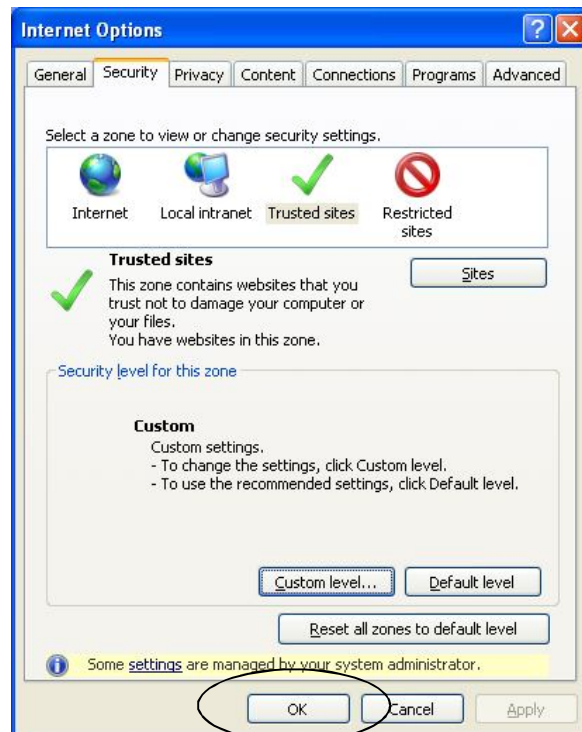 Internet Options
General Security Privacy Content Connections Programs Advanced
Select a zone to view or change security settings.
Internet Local intranet Trusted sites Restricted
sites
Trusted sites
Sites
This zone contains websites that you
trust not to damage your computer or
your files.
You have websites in this zone.
Security level for this zone
Custom
Custom settings.
- To change the settings, click Custom level.
- To use the recommended settings, click Default level.
Custom level... Default level
Reset all zones to default level
Some settings are managed by your system administrator.
OK Cancel Apply